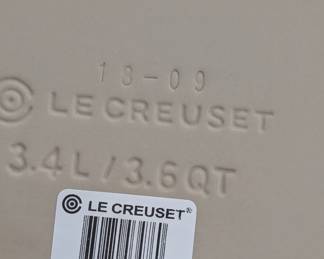 13-09
LE CREUSET
3.4L/3.6QT
LE CREUSET®